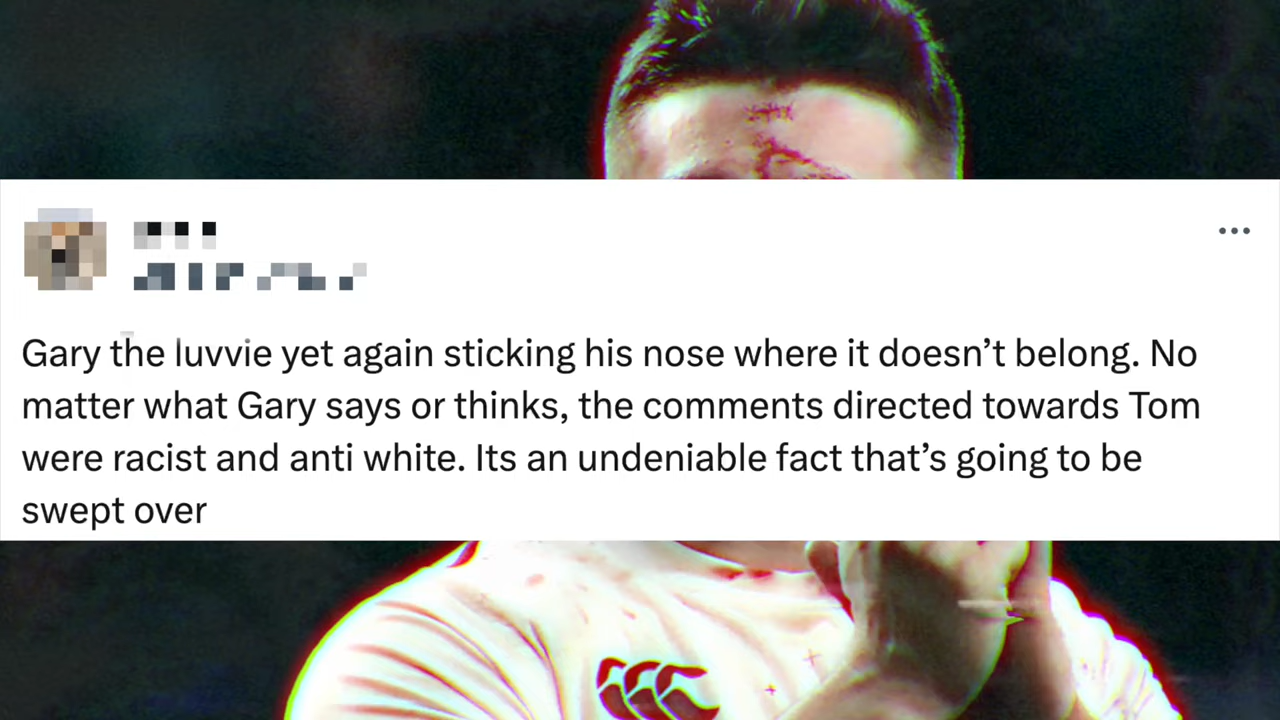 Gary the luvvie yet again sticking his nose where it doesn’t belong. No
matter what Gary says or thinks, the comments directed towards Tom
were racist and anti white. Its an undeniable fact that’s going to be
swept over